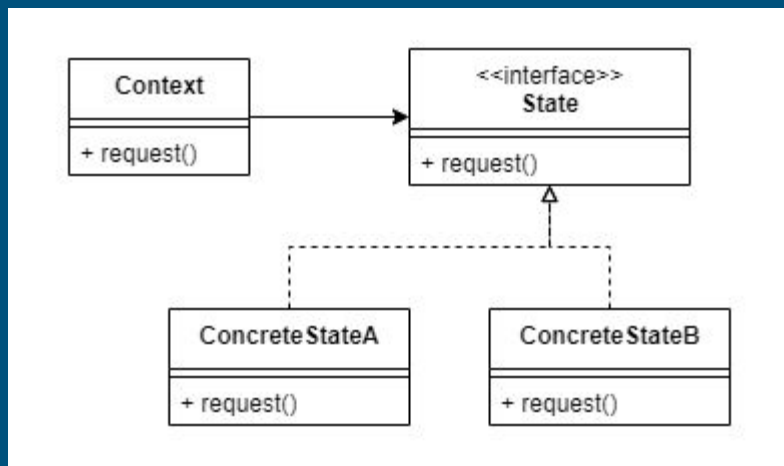 Context
+ request()
<<interface>>
State
+ request()
ConcreteStateA
+ request()
ConcreteStateB
+ request()